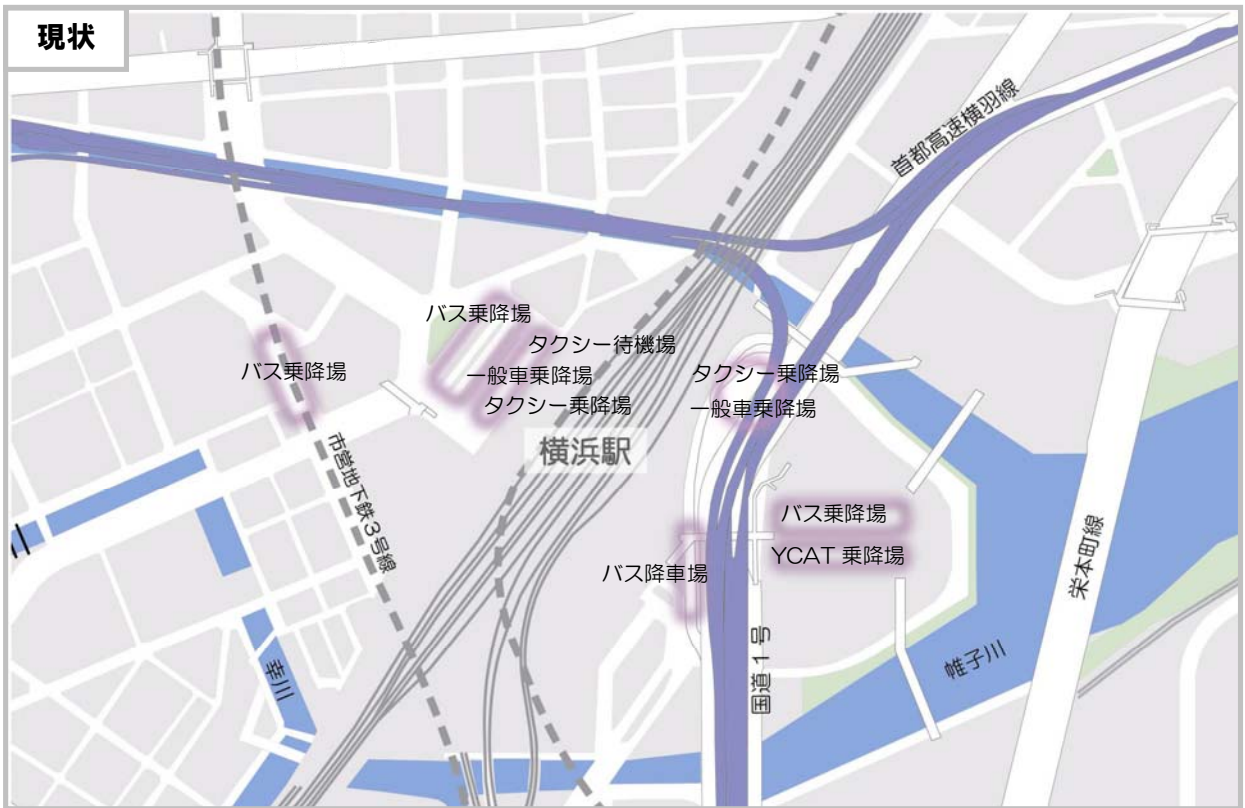 現状
首都高速横羽線
バス乗降場
タクシー待機場
バス乗降場
一般車乗降場
タクシー乗降場
タクシー乗降場
一般車乗降場
横浜駅
市営地下鉄3号線
バス乗降場
YCAT 乗降場
バス降車場
栄本町線
国道1号
帷子川
幸川
川